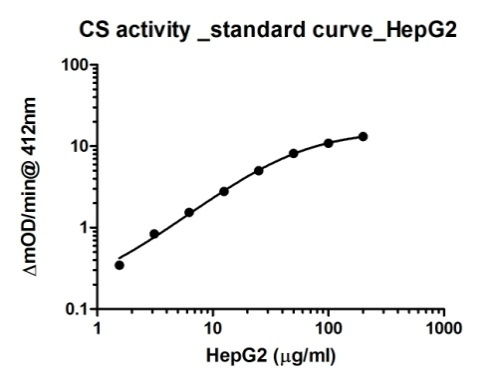 CS activity _standard curve_HepG2
ΔmOD/min@ 412nm
100
10
1
0.1
1
10
100
1000
HepG2 (μg/ml)